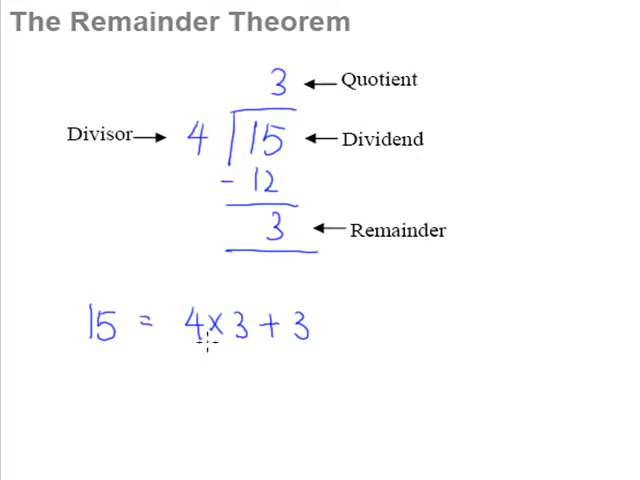 The Remainder Theorem
3 Quotient
Divisor 4 15 Dividend
- 12
3 Remainder
15 = 4 x 3 + 3